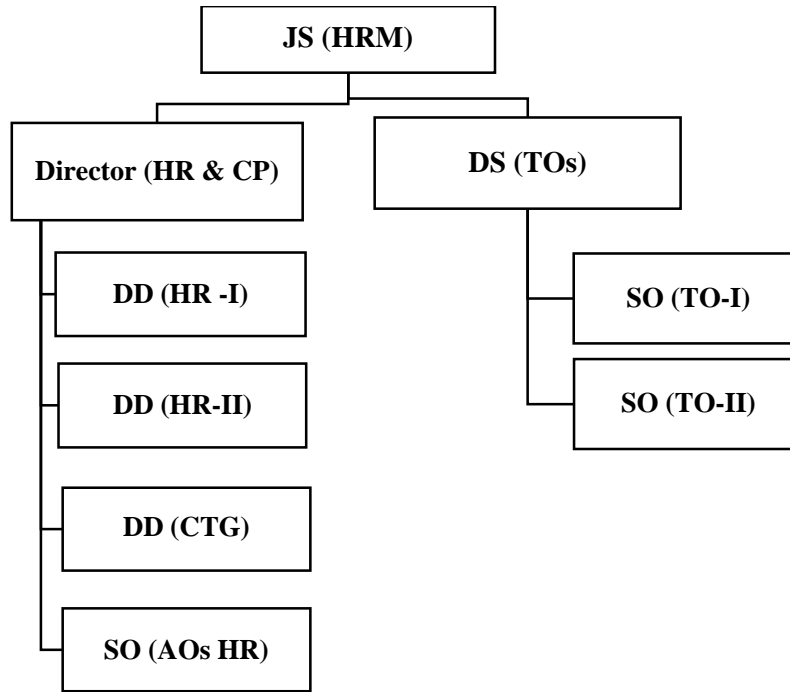 JS (HRM)
Director (HR & CP)
DS (TOs)
DD (HR -I)
SO (TO-I)
DD (HR-II)
SO (TO-II)
DD (CTG)
SO (AOs HR)